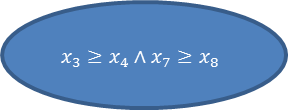 x₃ ≥ x₄ ∧ x₇ ≥ x₈